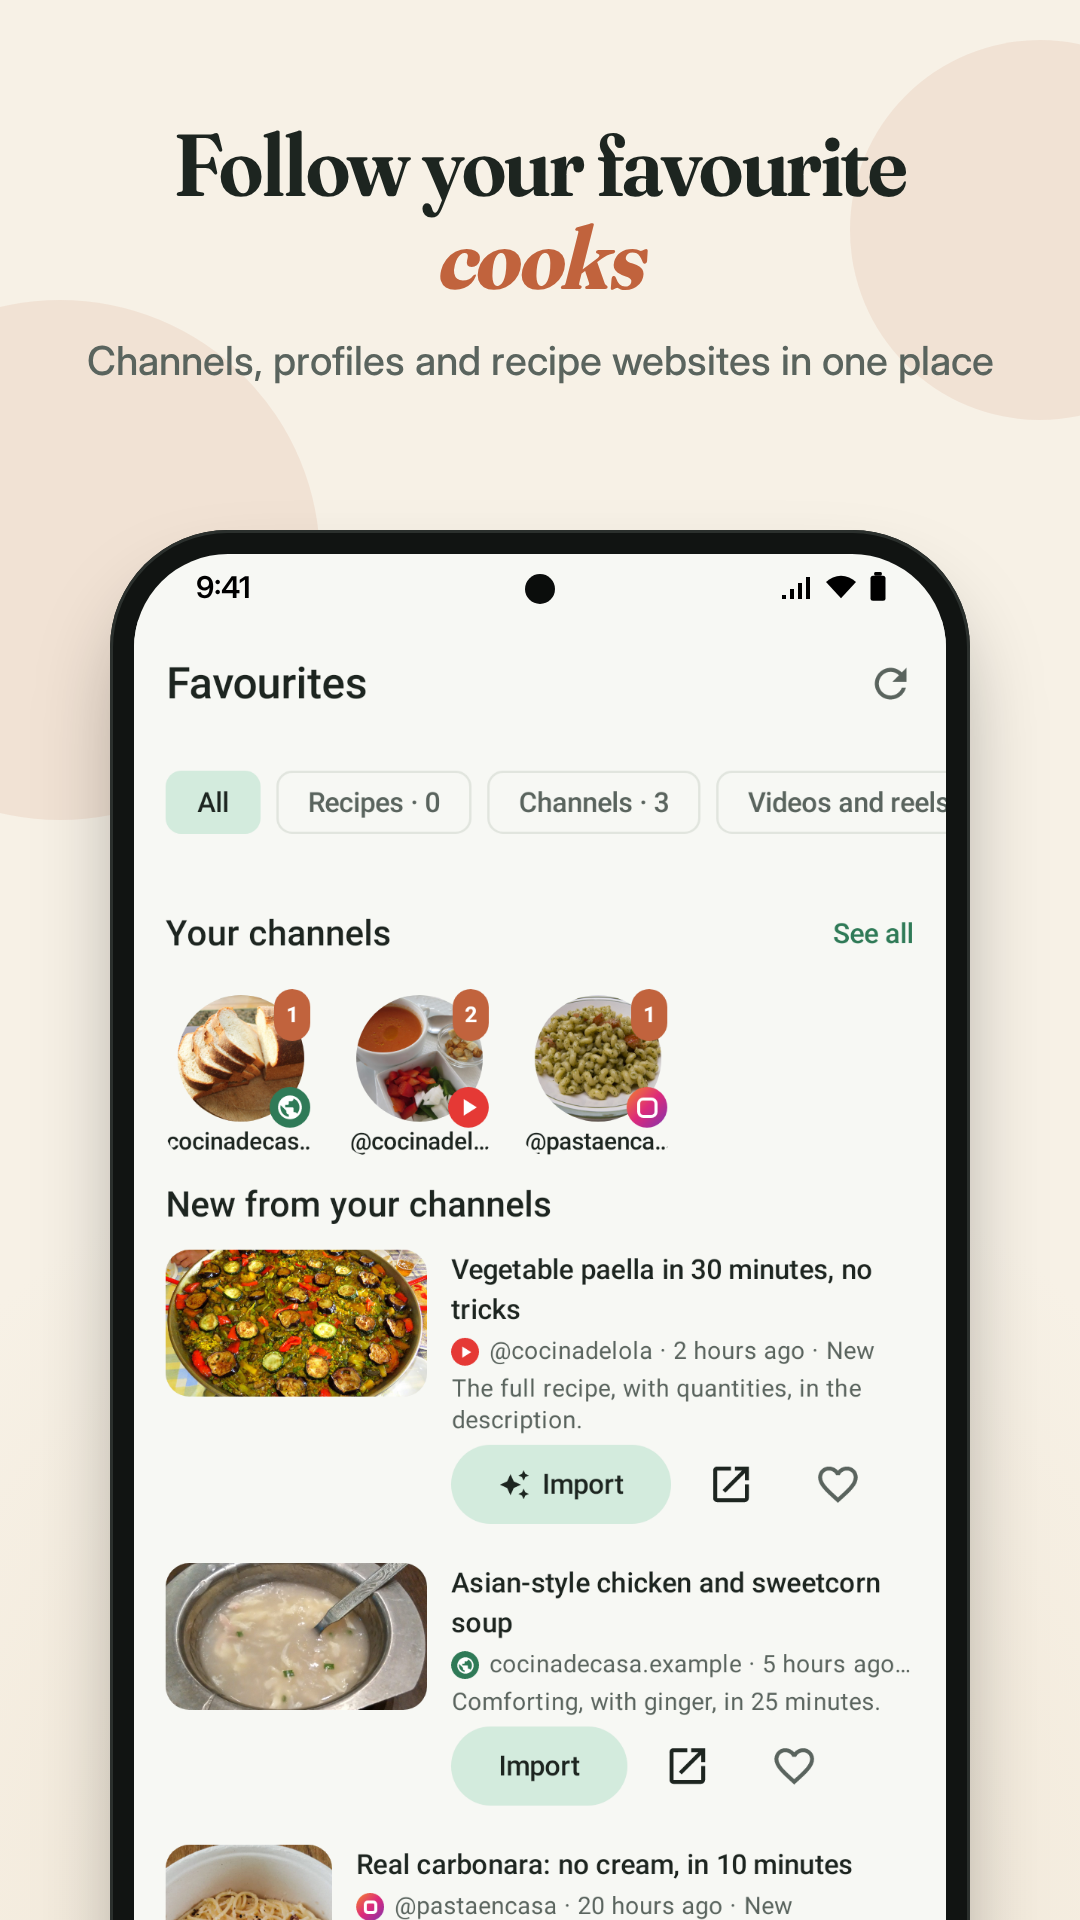 Follow your favourite
cooks
Channels, profiles and recipe websites in one place
9:41
Favourites
All
Recipes · 0
Channels · 3
Videos and reels
Your channels
See all
1
2
1
cocinadecas..
@cocinadel...
@pastaenca..
New from your channels
Vegetable paella in 30 minutes, no
tricks
@cocinadelola · 2 hours ago · New
The full recipe, with quantities, in the
description.
Import
Asian-style chicken and sweetcorn
soup
cocinadecasa.example · 5 hours ago...
Comforting, with ginger, in 25 minutes.
Import
Real carbonara: no cream, in 10 minutes
@pastaencasa · 20 hours ago · New